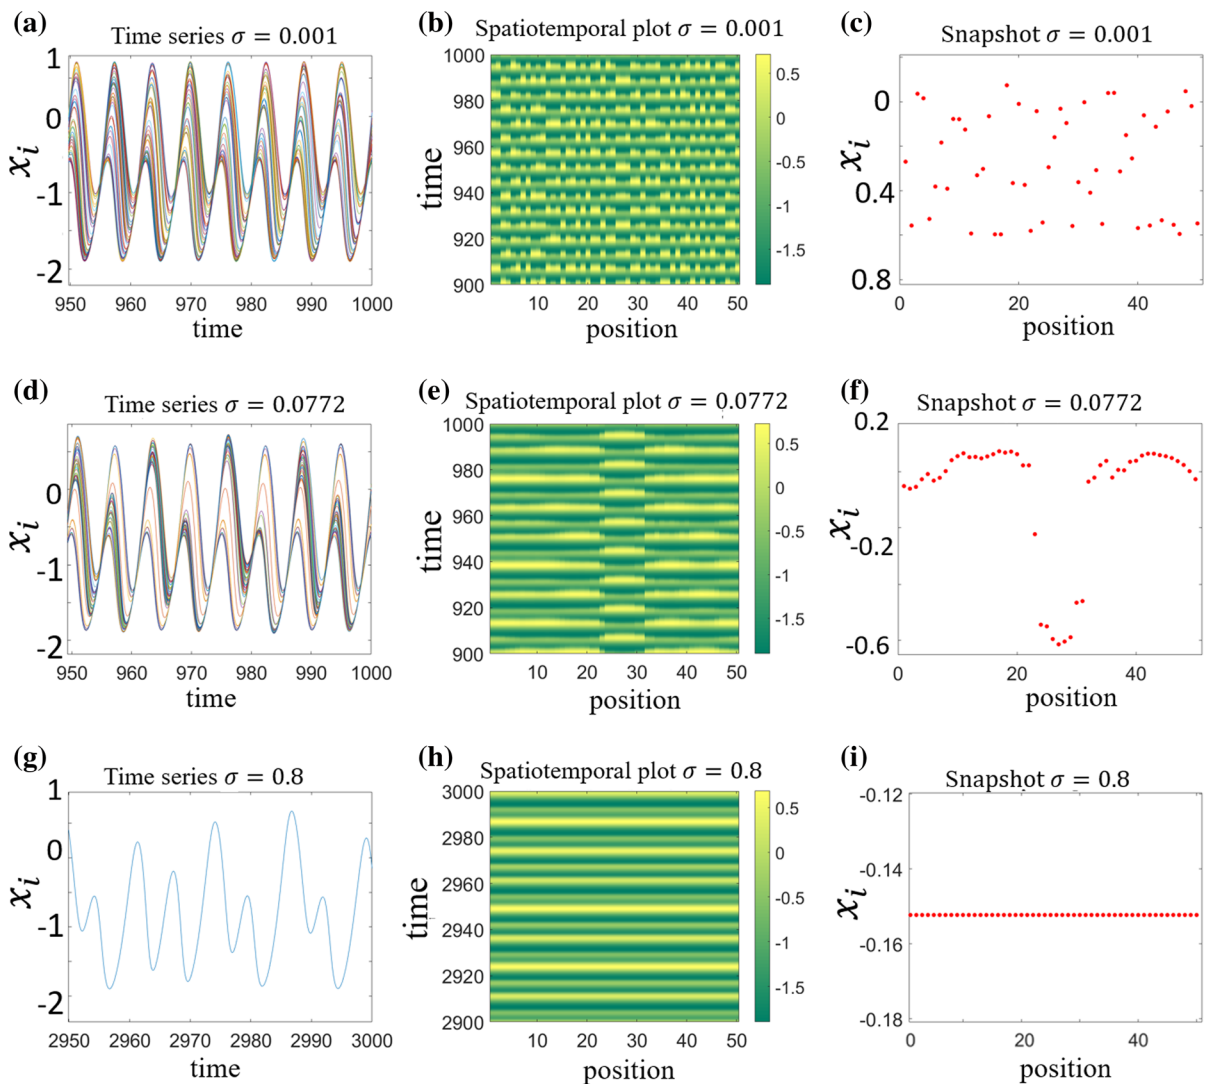 (a)
Time series σ = 0.001
1
0
-1
-2
x_i
950 960 970 980 990 1000
time
(b)
Spatiotemporal plot σ = 0.001
1000
980
960
940
920
900
time
10 20 30 40 50
position
0.5
0
-0.5
-1
-1.5
(c)
Snapshot σ = 0.001
0
0.4
0.8
x_i
0 20 40
position
(d)
Time series σ = 0.0772
0
-1
-2
x_i
950 960 970 980 990 1000
time
(e)
Spatiotemporal plot σ = 0.0772
1000
980
960
940
920
900
time
0 10 20 30 40 50
position
0.5
0
-0.5
-1
-1.5
(f)
Snapshot σ = 0.0772
0.2
-0.2
-0.6
x_i
0 20 40
position
(g)
Time series σ = 0.8
1
0
-1
-2
x_i
2950 2960 2970 2980 2990 3000
time
(h)
Spatiotemporal plot σ = 0.8
3000
2980
2960
2940
2920
2900
time
0 10 20 30 40 50
position
0
-0.5
-1
-1.5
(i)
Snapshot σ = 0.8
-0.12
-0.14
-0.16
-0.18
x_i
0 10 20 30 40 50
position